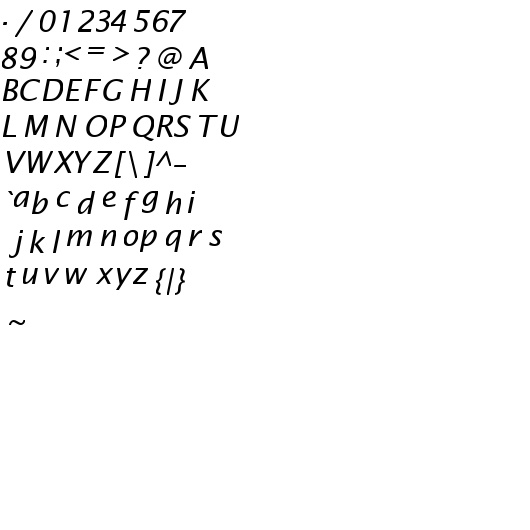 . / 0 1 2 3 4 5 6 7
8 9 : ; < = > ? @ A
B C D E F G H I J K
L M N O P Q R S T U
V W X Y Z [ \ ] ^ _
` a b c d e f g h i
j k l m n o p q r s
t u v w x y z { | }
~